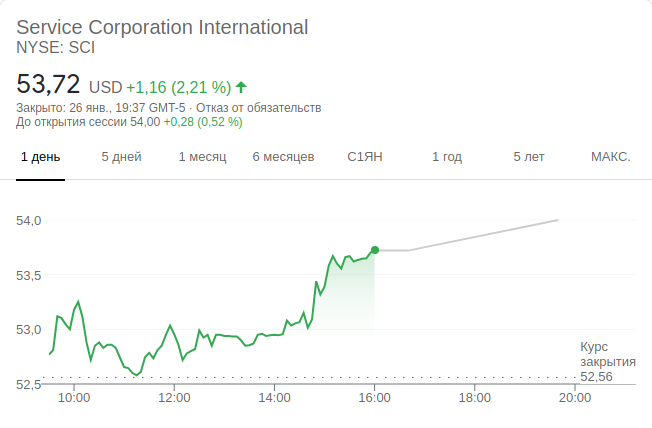 Service Corporation International
NYSE: SCI
53,72 USD +1,16 (2,21 %)
Закрыто: 26 янв., 19:37 GMT-5 · Отказ от обязательств
До открытия сессии 54,00 +0,28 (0,52 %)
1 день 5 дней 1 месяц 6 месяцев С1ЯН 1 год 5 лет МАКС.
54,0
53,5
53,0
Курс
закрытия
52,56
52,5
10:00 12:00 14:00 16:00 18:00 20:00